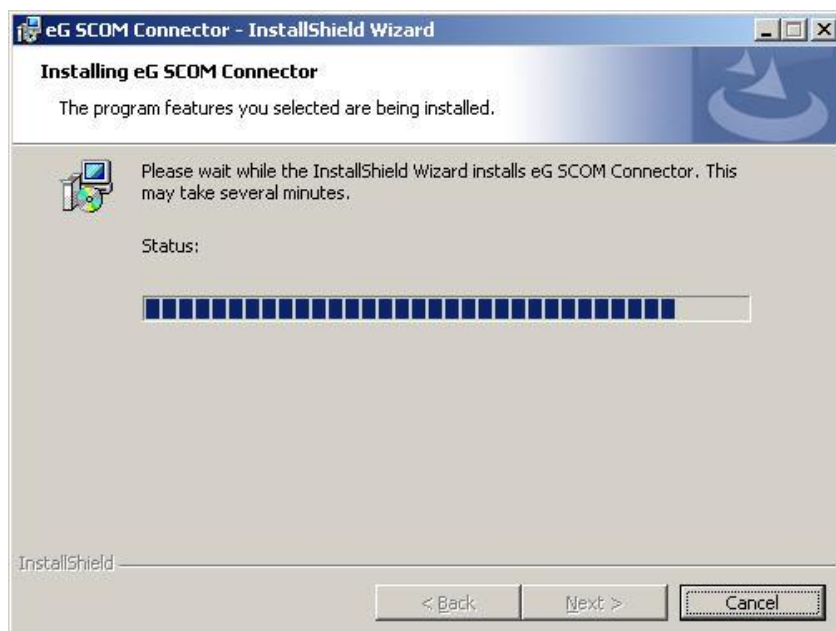 eG SCOM Connector - InstallShield Wizard
Installing eG SCOM Connector
The program features you selected are being installed.
Please wait while the InstallShield Wizard installs eG SCOM Connector. This
may take several minutes.
Status:
InstallShield
< Back
Next >
Cancel